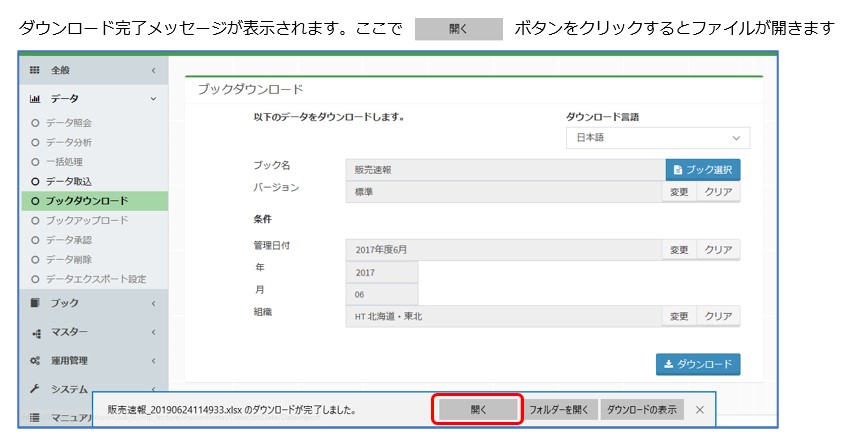 ダウンロード完了メッセージが表示されます。ここで 開く ボタンをクリックするとファイルが開きます
全般
データ
データ照会
データ分析
一括処理
データ取込
ブックダウンロード
ブックアップロード
データ承認
データ削除
データエクスポート設定
ブック
マスター
運用管理
システム
マニュアル
ブックダウンロード
以下のデータをダウンロードします。
ダウンロード言語
日本語
ブック名 販売速報 ブック選択
バージョン 標準 変更 クリア
条件
管理日付 2017年度6月 変更 クリア
年 2017
月 06
組織 HT 北海道・東北 変更 クリア
ダウンロード
販売速報_20190624114933.xlsx のダウンロードが完了しました。 開く フォルダーを開く ダウンロードの表示 ×